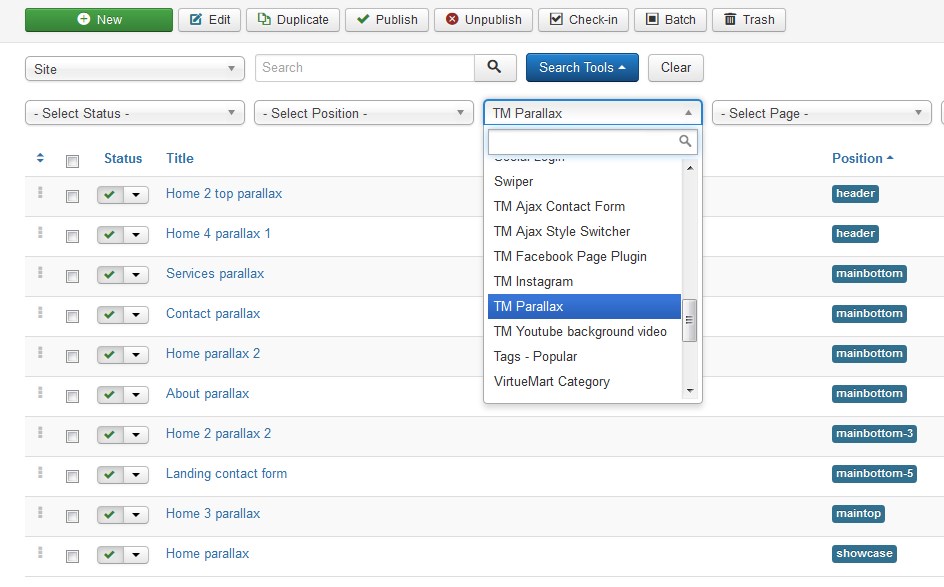 New Edit Duplicate Publish Unpublish Check-in Batch Trash
Site Search Search Tools Clear
- Select Status - - Select Position - TM Parallax - Select Page -
Status Title Position
Social Login
Swiper
TM Ajax Contact Form
TM Ajax Style Switcher
TM Facebook Page Plugin
TM Instagram
TM Parallax
TM Youtube background video
Tags - Popular
VirtueMart Category
Home 2 top parallax header
Home 4 parallax 1 header
Services parallax mainbottom
Contact parallax mainbottom
Home parallax 2 mainbottom
About parallax mainbottom
Home 2 parallax 2 mainbottom-3
Landing contact form mainbottom-5
Home 3 parallax maintop
Home parallax showcase